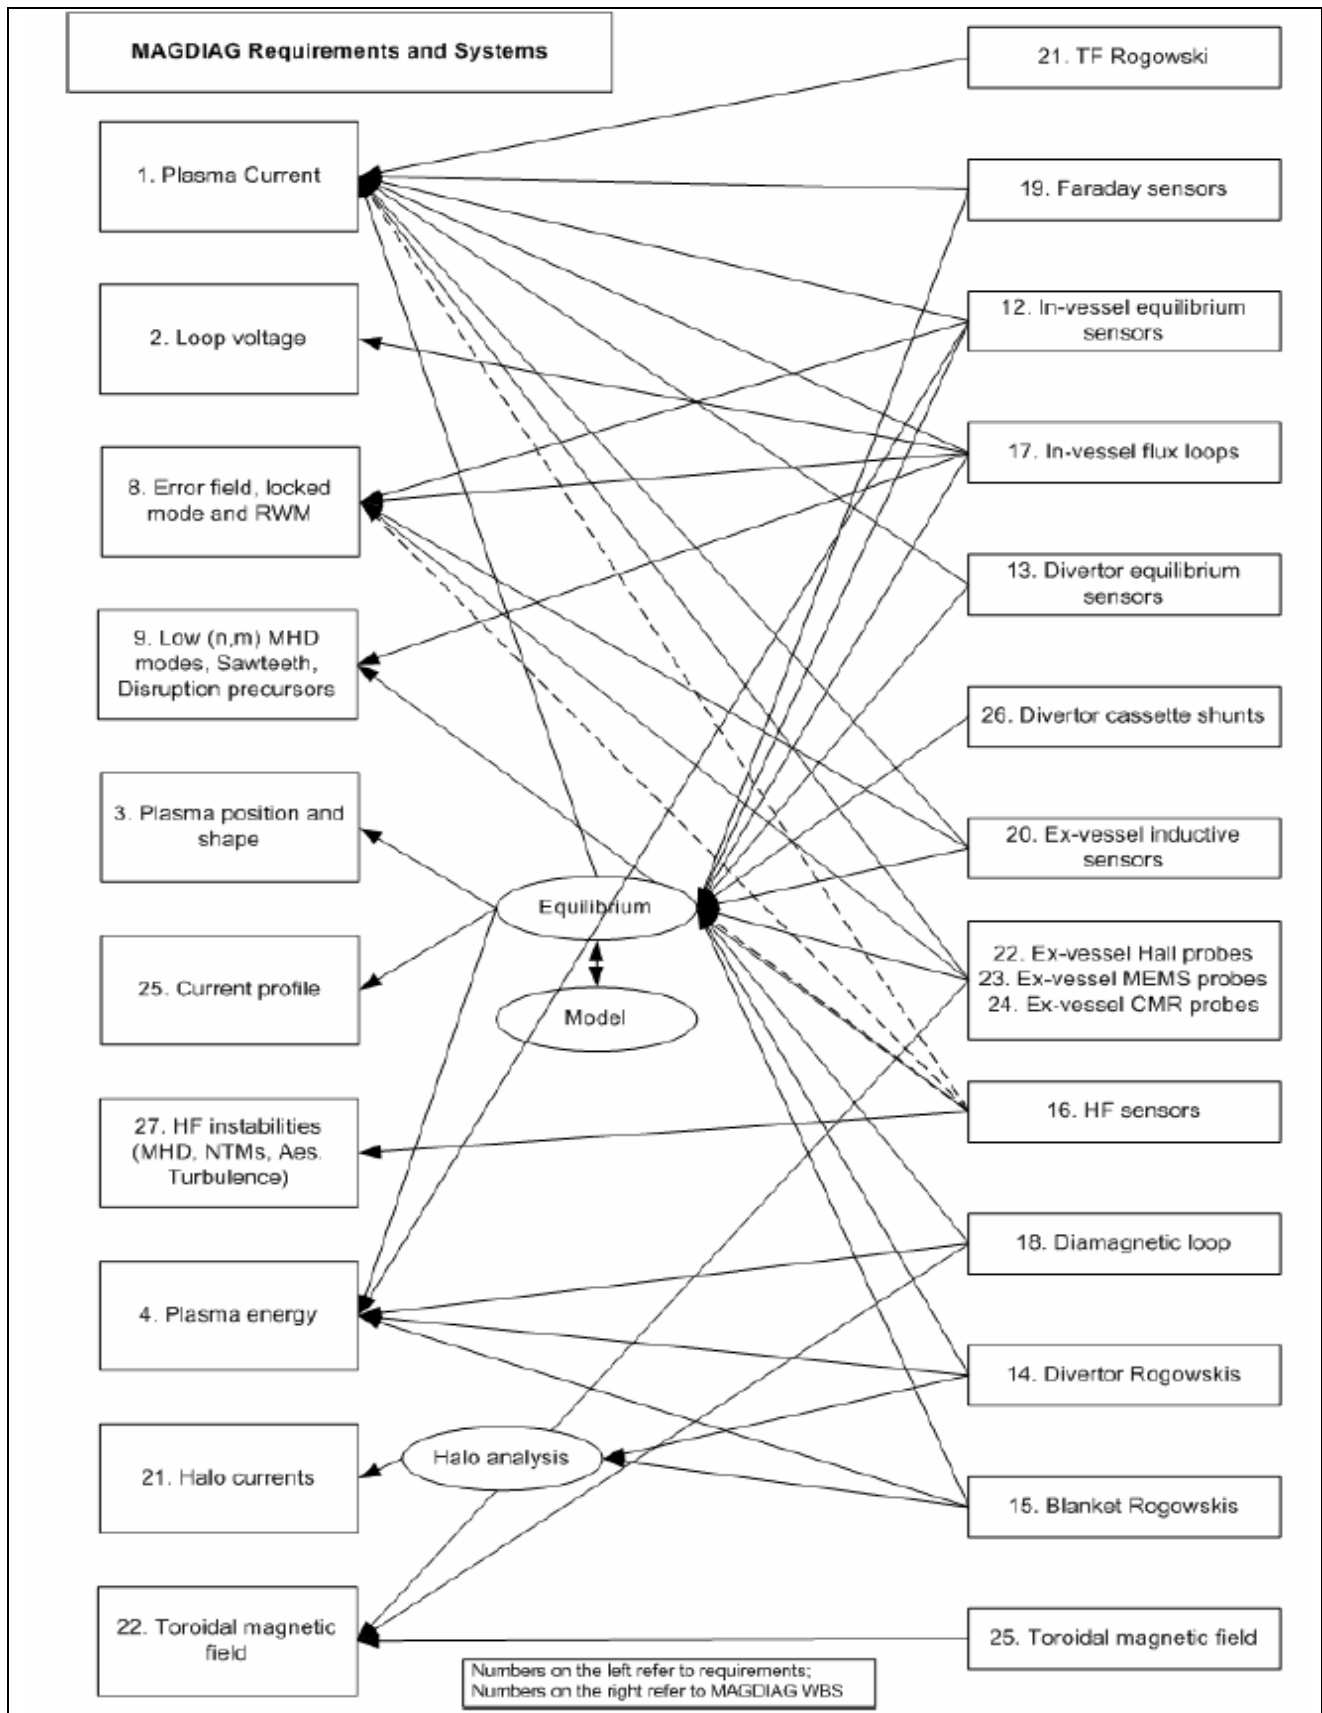 MAGDIAG Requirements and Systems
1. Plasma Current
2. Loop voltage
8. Error field, locked
mode and RWM
9. Low (n,m) MHD
modes, Sawteeth,
Disruption precursors
3. Plasma position and
shape
25. Current profile
27. HF instabilities
(MHD, NTMs, Aes.
Turbulence)
4. Plasma energy
21. Halo currents
22. Toroidal magnetic
field
Equilibrium
Model
Halo analysis
21. TF Rogowski
19. Faraday sensors
12. In-vessel equilibrium
sensors
17. In-vessel flux loops
13. Divertor equilibrium
sensors
26. Divertor cassette shunts
20. Ex-vessel inductive
sensors
22. Ex-vessel Hall probes
23. Ex-vessel MEMS probes
24. Ex-vessel CMR probes
16. HF sensors
18. Diamagnetic loop
14. Divertor Rogowskis
15. Blanket Rogowskis
25. Toroidal magnetic field
Numbers on the left refer to requirements;
Numbers on the right refer to MAGDIAG WBS